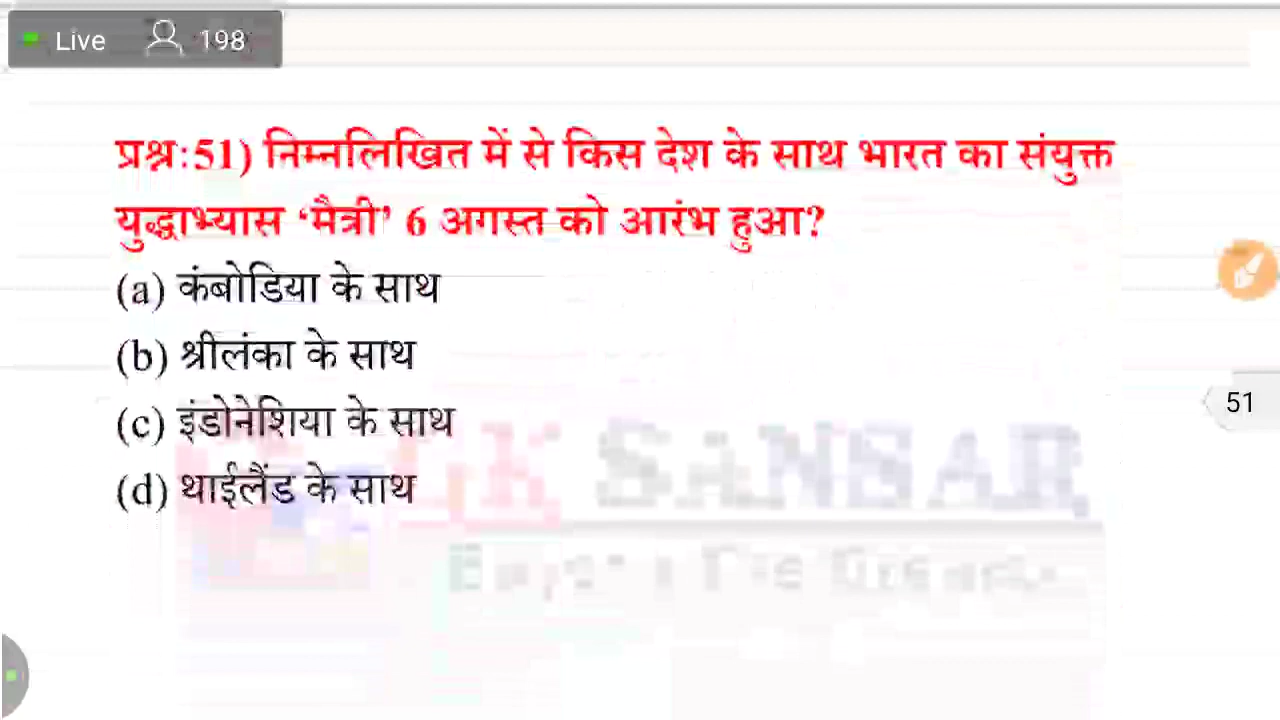 Live 198
प्रश्न:51) निम्नलिखित में से किस देश के साथ भारत का संयुक्त
युद्धाभ्यास ‘मैत्री’ 6 अगस्त को आरंभ हुआ?
(a) कंबोडिया के साथ
(b) श्रीलंका के साथ
51
(c) इंडोनेशिया के साथ
SANSAR
(d) थाईलैंड के साथ